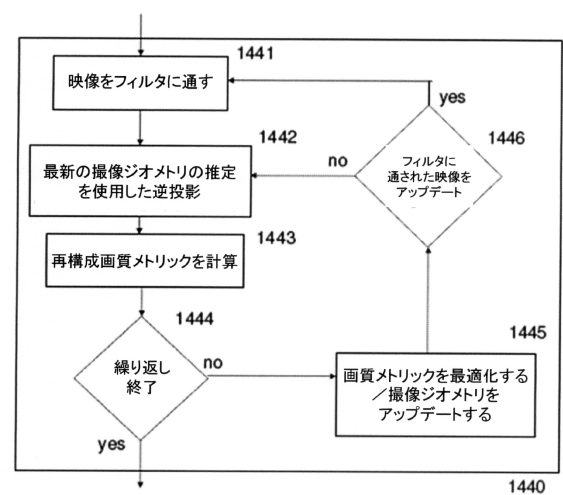 1441
映像をフィルタに通す
yes
1442
1446
no
最新の撮像ジオメトリの推定
を使用した逆投影
フィルタに
通された映像を
アップデート
1443
再構成画質メトリックを計算
1444
1445
繰り返し
終了
no
画質メトリックを最適化する
／撮像ジオメトリを
アップデートする
yes
1440